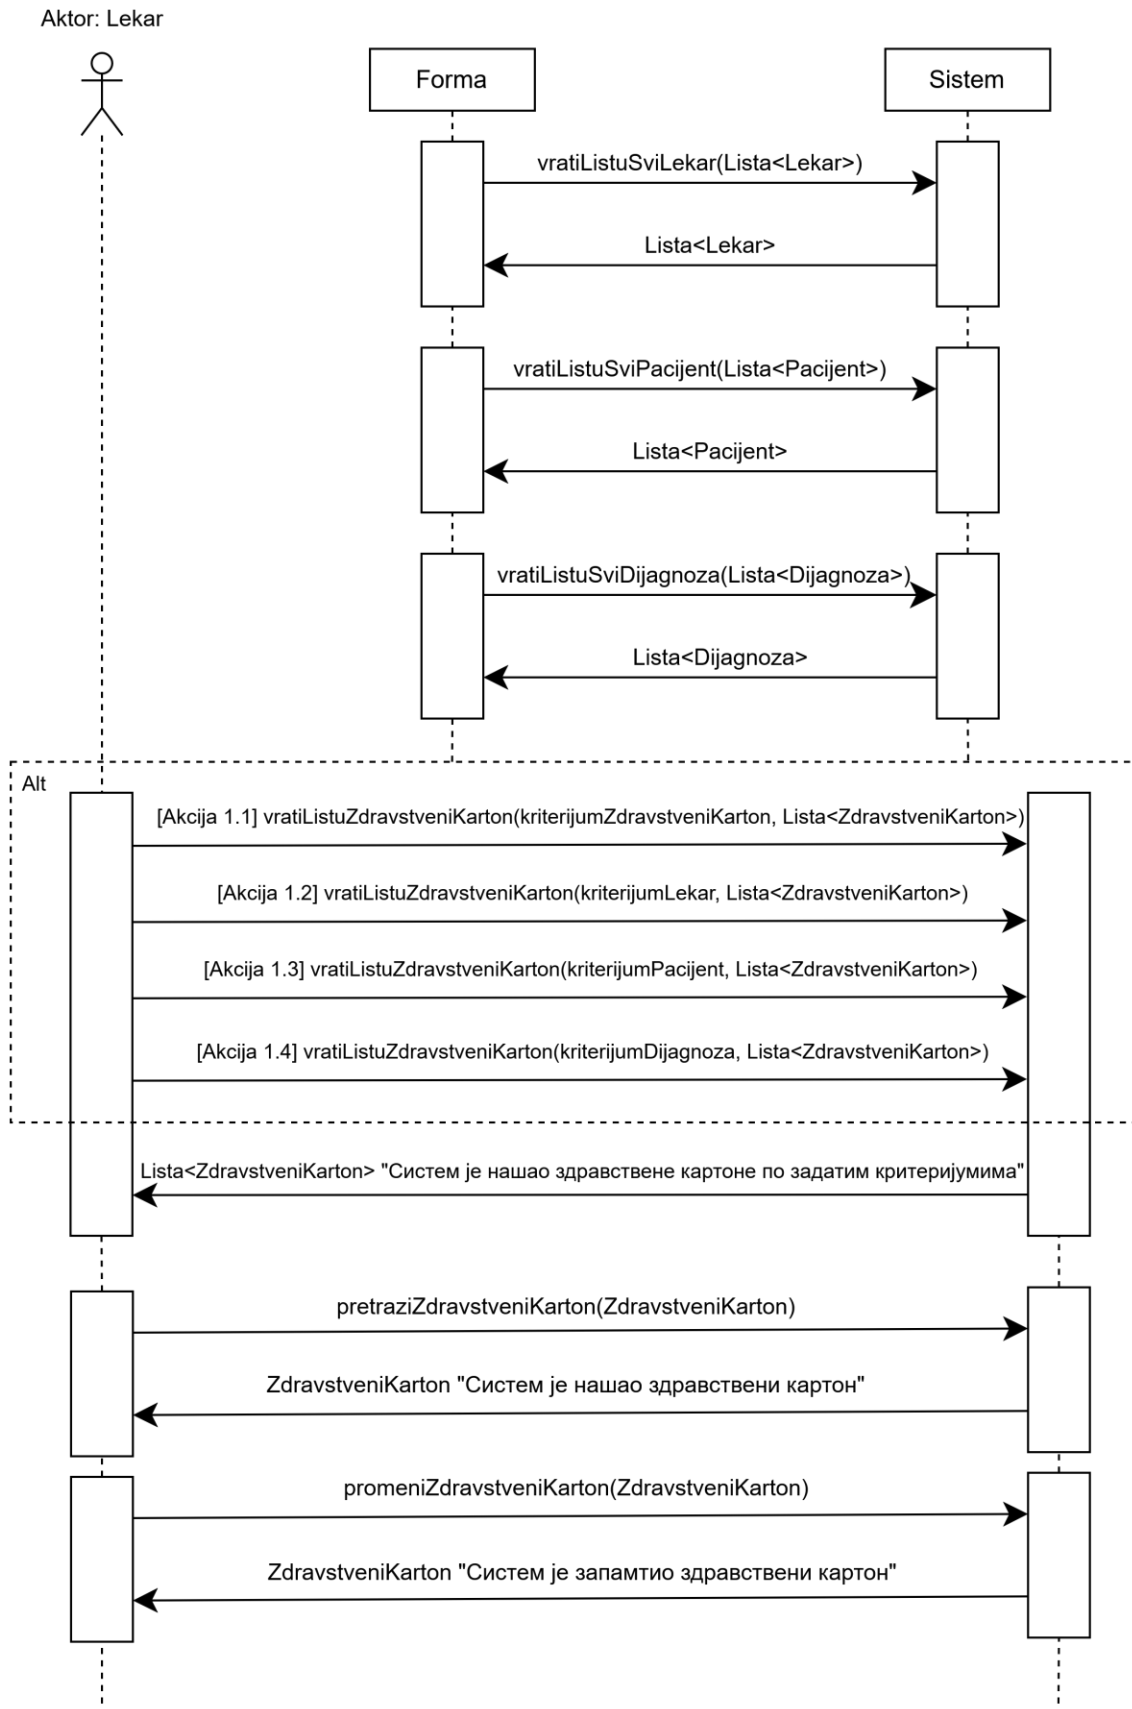 Aktor: Lekar
Forma
Sistem
vratiListuSviLekar(Lista<Lekar>)
Lista<Lekar>
vratiListuSviPacijent(Lista<Pacijent>)
Lista<Pacijent>
vratiListuSviDijagnoza(Lista<Dijagnoza>)
Lista<Dijagnoza>
Alt
[Akcija 1.1] vratiListuZdravstveniKarton(kriterijumZdravstveniKarton, Lista<ZdravstveniKarton>)
[Akcija 1.2] vratiListuZdravstveniKarton(kriterijumLekar, Lista<ZdravstveniKarton>)
[Akcija 1.3] vratiListuZdravstveniKarton(kriterijumPacijent, Lista<ZdravstveniKarton>)
[Akcija 1.4] vratiListuZdravstveniKarton(kriterijumDijagnoza, Lista<ZdravstveniKarton>)
Lista<ZdravstveniKarton> "Систем је нашао здравствене картоне по задатим критеријумима"
pretraziZdravstveniKarton(ZdravstveniKarton)
ZdravstveniKarton "Систем је нашао здравствени картон"
promeniZdravstveniKarton(ZdravstveniKarton)
ZdravstveniKarton "Систем је запамтио здравствени картон"